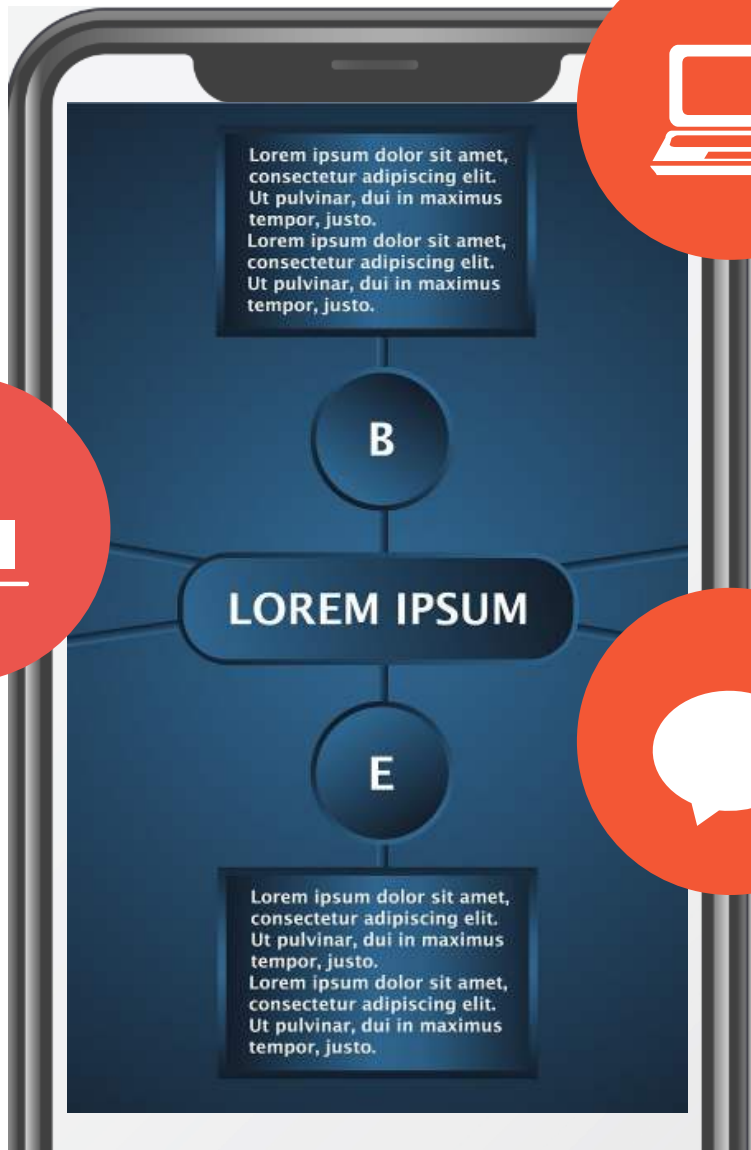 Lorem ipsum dolor sit amet,
consectetur adipiscing elit.
Ut pulvinar, dui in maximus
tempor, justo.
Lorem ipsum dolor sit amet,
consectetur adipiscing elit.
Ut pulvinar, dui in maximus
tempor, justo.
B
LOREM IPSUM
E
Lorem ipsum dolor sit amet,
consectetur adipiscing elit.
Ut pulvinar, dui in maximus
tempor, justo.
Lorem ipsum dolor sit amet,
consectetur adipiscing elit.
Ut pulvinar, dui in maximus
tempor, justo.